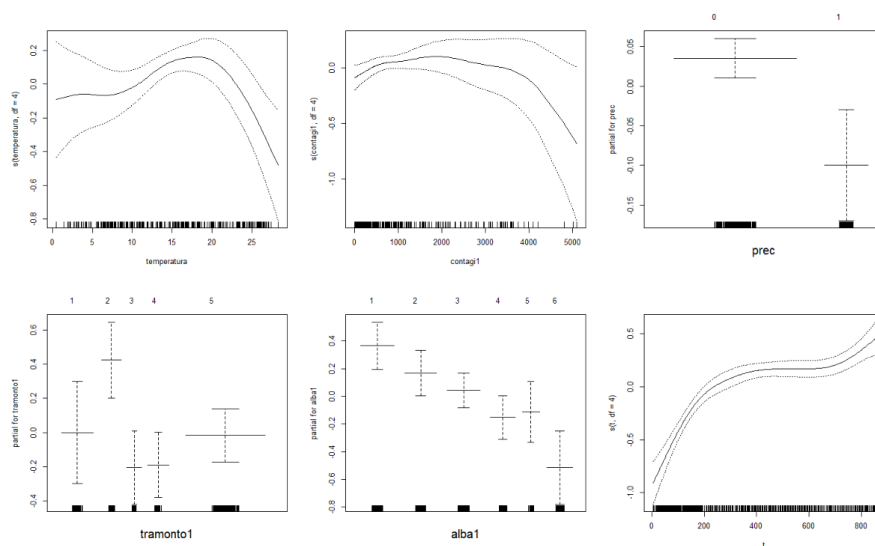 0 1
s(temperatura, df = 4)
0.2
0.0
-0.2
-0.4
-0.6
-0.8
0 5 10 15 20 25
temperatura
s(contagi1, df = 4)
0.0
-0.5
-1.0
0 1000 2000 3000 4000 5000
contagi1
partial for prec
0.05
0.00
-0.05
-0.10
-0.15
prec
1 2 3 4 5
partial for tramonto1
0.6
0.4
0.2
0.0
-0.2
-0.4
tramonto1
1 2 3 4 5 6
partial for alba1
0.4
0.2
0.0
-0.2
-0.4
-0.6
-0.8
alba1
s(t, df = 4)
0.5
0.0
-0.5
-1.0
0 200 400 600 800